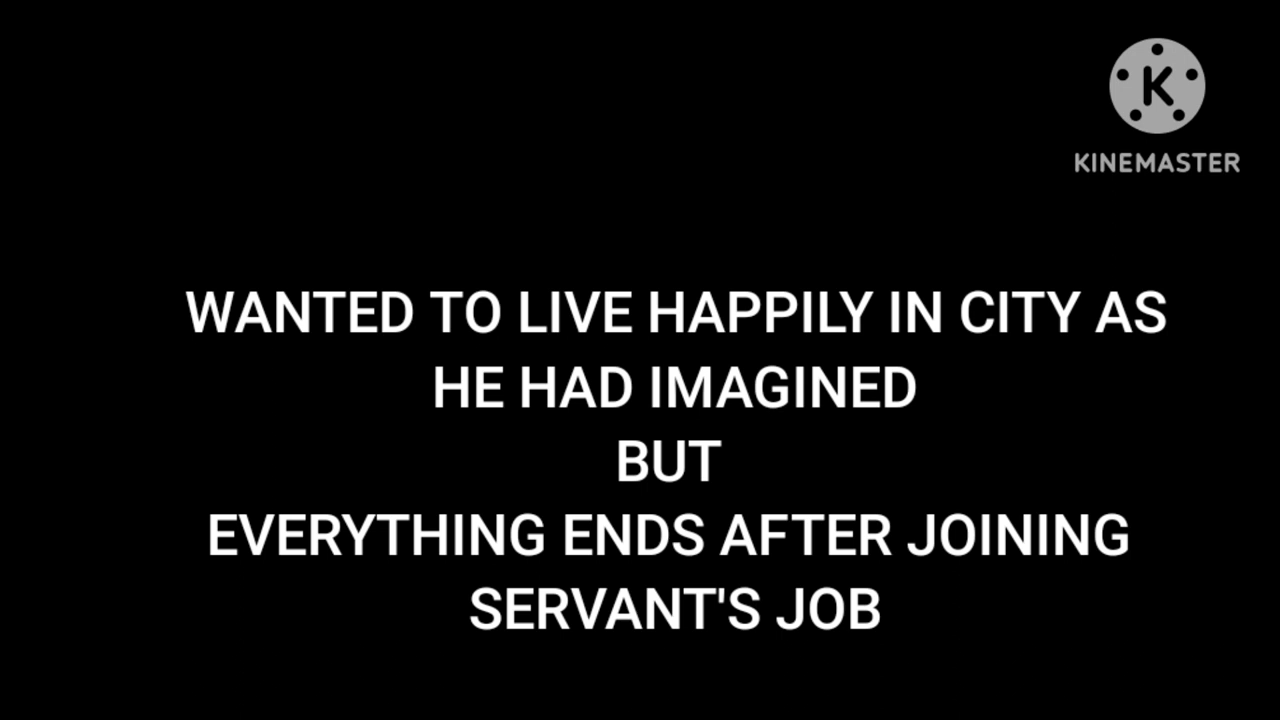 K
KINEMASTER
WANTED TO LIVE HAPPILY IN CITY AS
HE HAD IMAGINED
BUT
EVERYTHING ENDS AFTER JOINING
SERVANT'S JOB